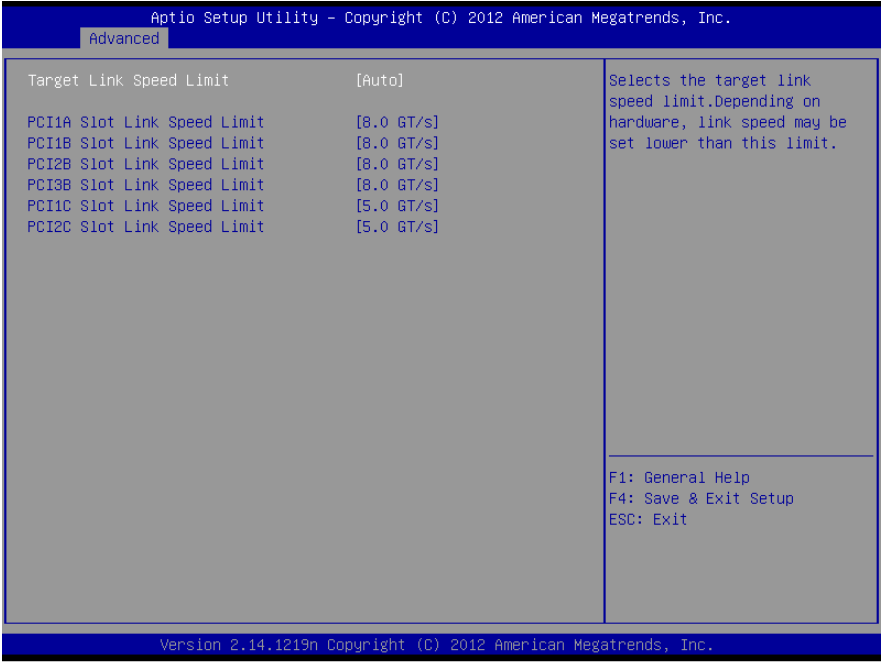 Aptio Setup Utility – Copyright (C) 2012 American Megatrends, Inc.
Advanced
Target Link Speed Limit [Auto]
PCI1A Slot Link Speed Limit [8.0 GT/s]
PCI1B Slot Link Speed Limit [8.0 GT/s]
PCI2B Slot Link Speed Limit [8.0 GT/s]
PCI3B Slot Link Speed Limit [8.0 GT/s]
PCI1C Slot Link Speed Limit [5.0 GT/s]
PCI2C Slot Link Speed Limit [5.0 GT/s]
Selects the target link
speed limit.Depending on
hardware, link speed may be
set lower than this limit.
F1: General Help
F4: Save & Exit Setup
ESC: Exit
Version 2.14.1219n Copyright (C) 2012 American Megatrends, Inc.